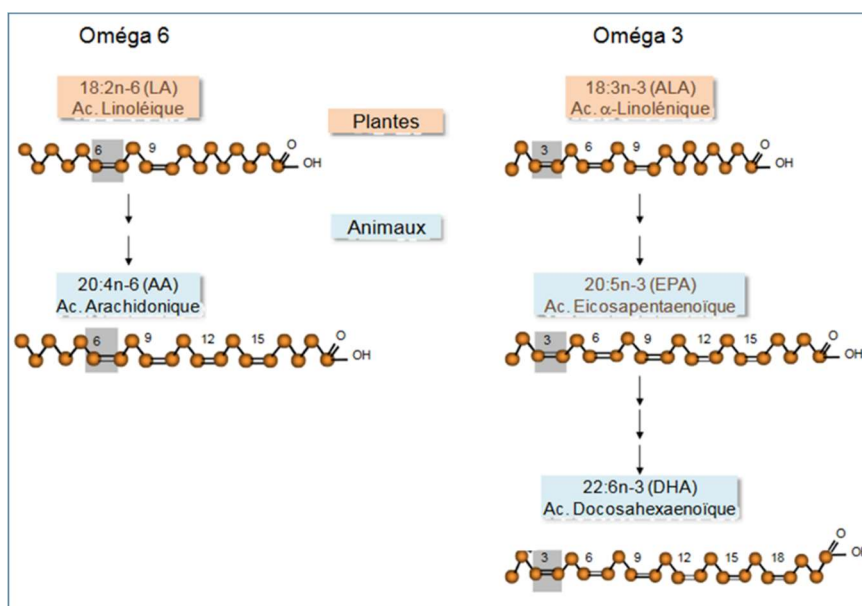 Oméga 6
Oméga 3
18:2n-6 (LA)
Ac. Linoléique
18:3n-3 (ALA)
Ac. α-Linolénique
Plantes
6 9 O
OH
3 6 9 O
OH
Animaux
20:4n-6 (AA)
Ac. Arachidonique
20:5n-3 (EPA)
Ac. Eicosapentaenoïque
6 9 12 15 O
OH
3 6 9 12 15 O
OH
22:6n-3 (DHA)
Ac. Docosahexaenoïque
3 6 9 12 15 18 O
OH